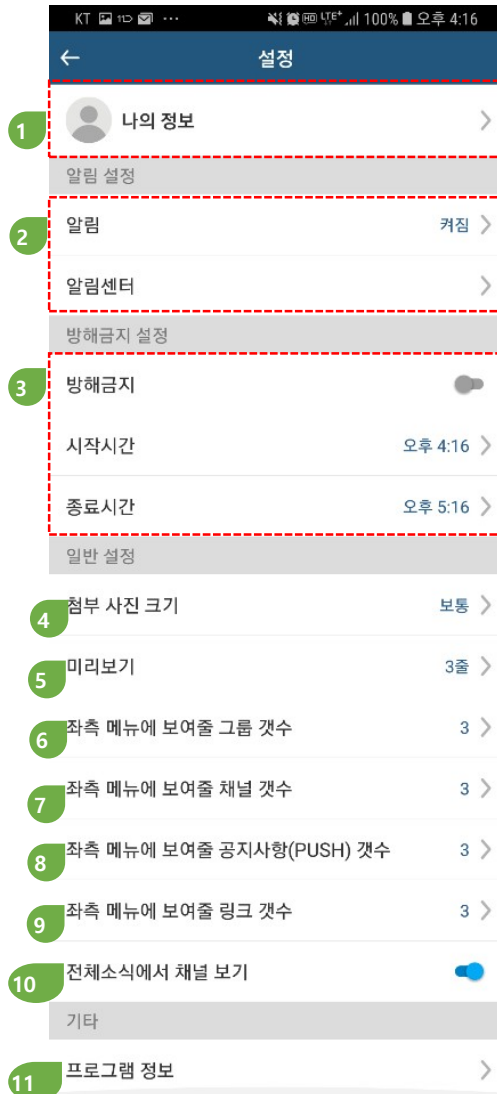 KT ··· HD LTE+ 100% 오후 4:16
← 설정
1 나의 정보
알림 설정
2 알림 켜짐
알림센터
방해금지 설정
3 방해금지
시작시간 오후 4:16
종료시간 오후 5:16
일반 설정
4 첨부 사진 크기 보통
5 미리보기 3줄
6 좌측 메뉴에 보여줄 그룹 갯수 3
7 좌측 메뉴에 보여줄 채널 갯수 3
8 좌측 메뉴에 보여줄 공지사항(PUSH) 갯수 3
9 좌측 메뉴에 보여줄 링크 갯수 3
10 전체소식에서 채널 보기
기타
11 프로그램 정보